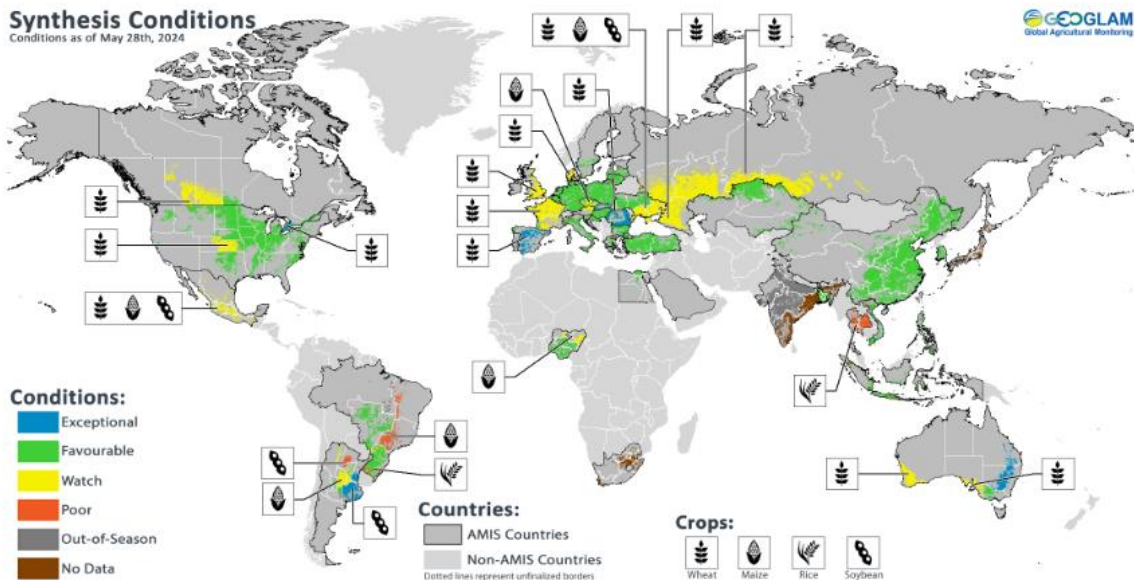 Synthesis Conditions
Conditions as of May 28th, 2024
GEOGLAM
Global Agricultural Monitoring
Conditions:
Exceptional
Favourable
Watch
Poor
Out-of-Season
No Data
Countries:
AMIS Countries
Non-AMIS Countries
Dotted lines represent unfinalized borders
Crops:
Wheat
Maize
Rice
Soybean